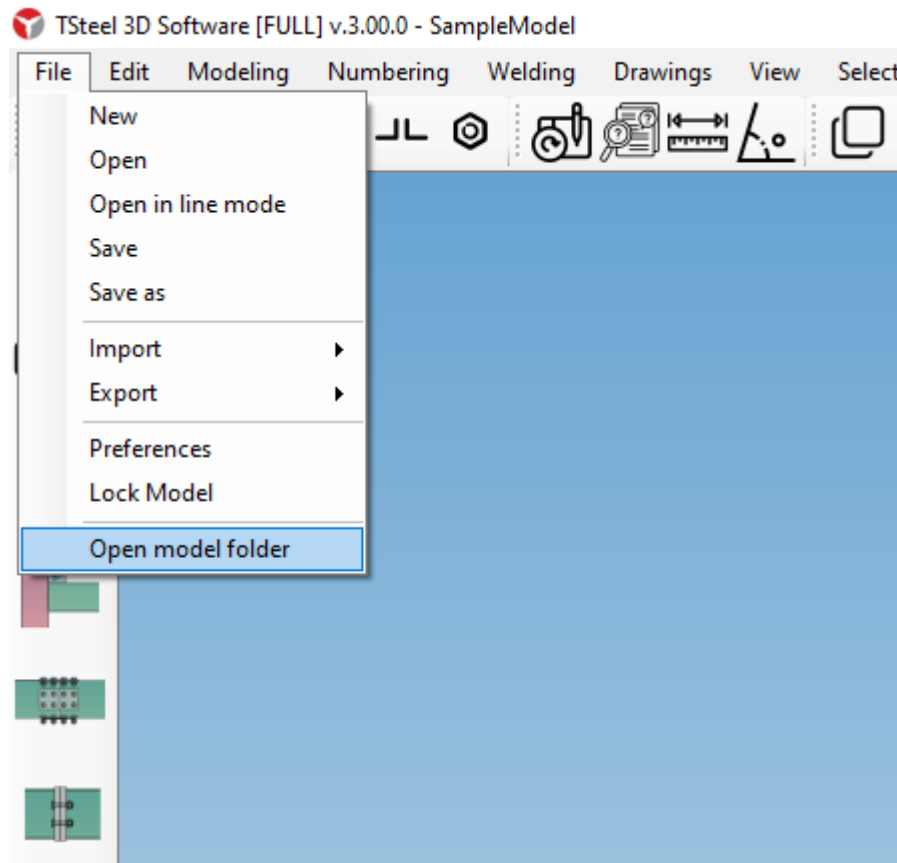 TSteel 3D Software [FULL] v.3.00.0 - SampleModel
File Edit Modeling Numbering Welding Drawings View Select
New
Open
Open in line mode
Save
Save as
Import
Export
Preferences
Lock Model
Open model folder